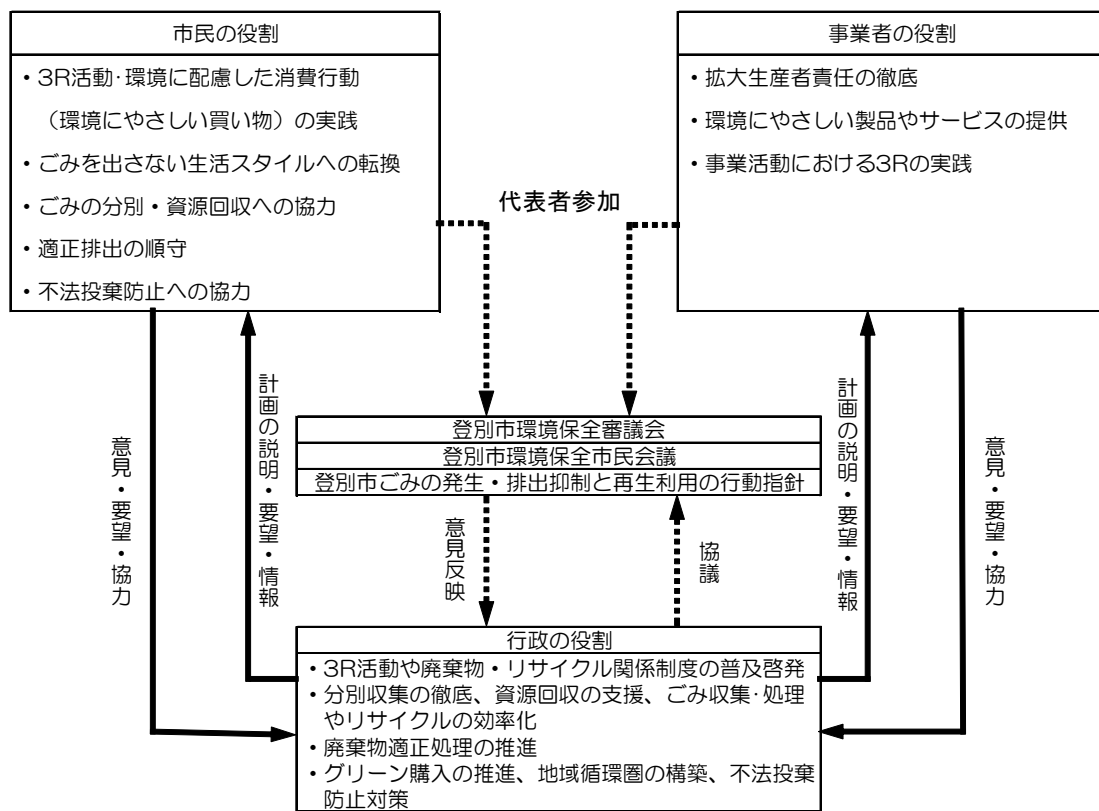 市民の役割
・3R活動・環境に配慮した消費行動
（環境にやさしい買い物）の実践
・ごみを出さない生活スタイルへの転換
・ごみの分別・資源回収への協力
・適正排出の順守
・不法投棄防止への協力
事業者の役割
・拡大生産者責任の徹底
・環境にやさしい製品やサービスの提供
・事業活動における3Rの実践
代表者参加
登別市環境保全審議会
登別市環境保全市民会議
登別市ごみの発生・排出抑制と再生利用の行動指針
意見・要望・協力
計画の説明・要望・情報
意見反映
協議
計画の説明・要望・情報
意見・要望・協力
行政の役割
・3R活動や廃棄物・リサイクル関係制度の普及啓発
・分別収集の徹底、資源回収の支援、ごみ収集・処理
やリサイクルの効率化
・廃棄物適正処理の推進
・グリーン購入の推進、地域循環圏の構築、不法投棄
防止対策